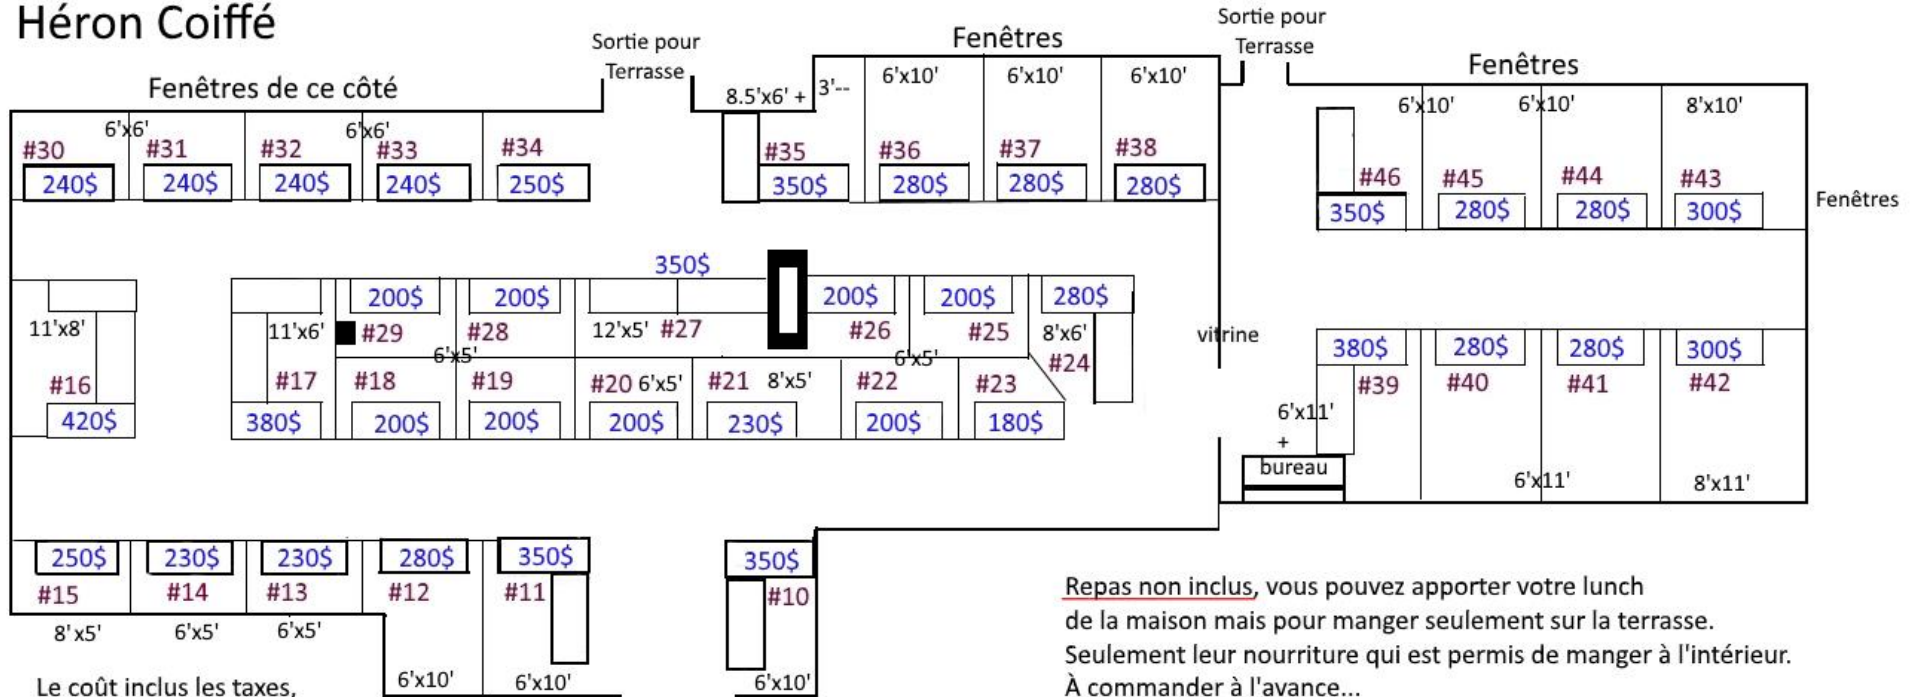 Héron Coiffé
Sortie pour
Terrasse
Fenêtres
Sortie pour
Terrasse
Fenêtres
Fenêtres de ce côté
8.5'x6' +
3'--
6'x10'
6'x10'
6'x10'
6'x10'
6'x10'
8'x10'
6'x6'
6'x6'
#30
#31
#32
#33
#34
#35
#36
#37
#38
#46
#45
#44
#43
240$
240$
240$
240$
250$
350$
280$
280$
280$
350$
280$
280$
300$
Fenêtres
350$
200$
200$
200$
200$
280$
11'x8'
11'x6'
#29
#28
12'x5'
#27
#26
#25
8'x6'
#24
vitrine
6'x5'
6'x5'
380$
280$
280$
300$
#16
#17
#18
#19
#20
6'x5'
#21
8'x5'
#22
#23
#39
#40
#41
#42
420$
380$
200$
200$
200$
230$
200$
180$
6'x11'
+
bureau
6'x11'
8'x11'
250$
230$
230$
280$
350$
350$
#15
#14
#13
#12
#11
#10
8'x5'
6'x5'
6'x5'
6'x10'
6'x10'
6'x10'
Le coût inclus les taxes,
Repas non inclus, vous pouvez apporter votre lunch
de la maison mais pour manger seulement sur la terrasse.
Seulement leur nourriture qui est permis de manger à l'intérieur.
À commander à l'avance...